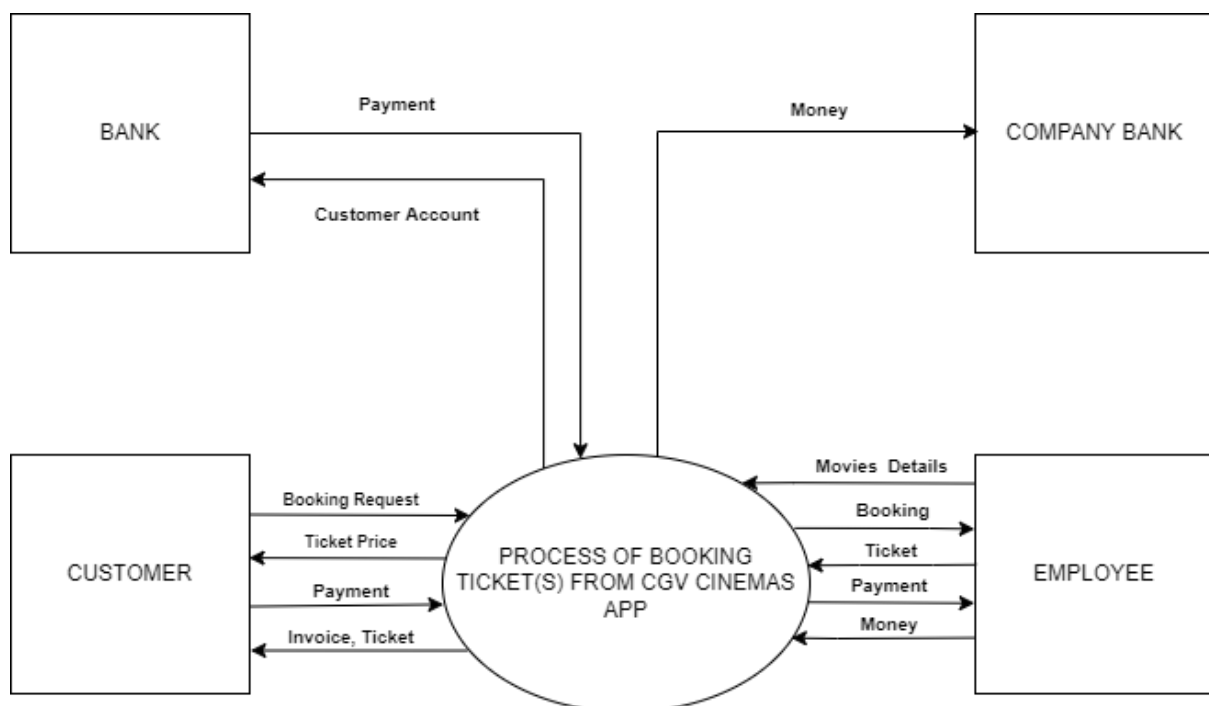 Payment
Money
BANK
COMPANY BANK
Customer Account
Movies Details
Booking Request
Booking
Ticket Price
Ticket
PROCESS OF BOOKING
TICKET(S) FROM CGV CINEMAS
APP
CUSTOMER
EMPLOYEE
Payment
Payment
Money
Invoice, Ticket